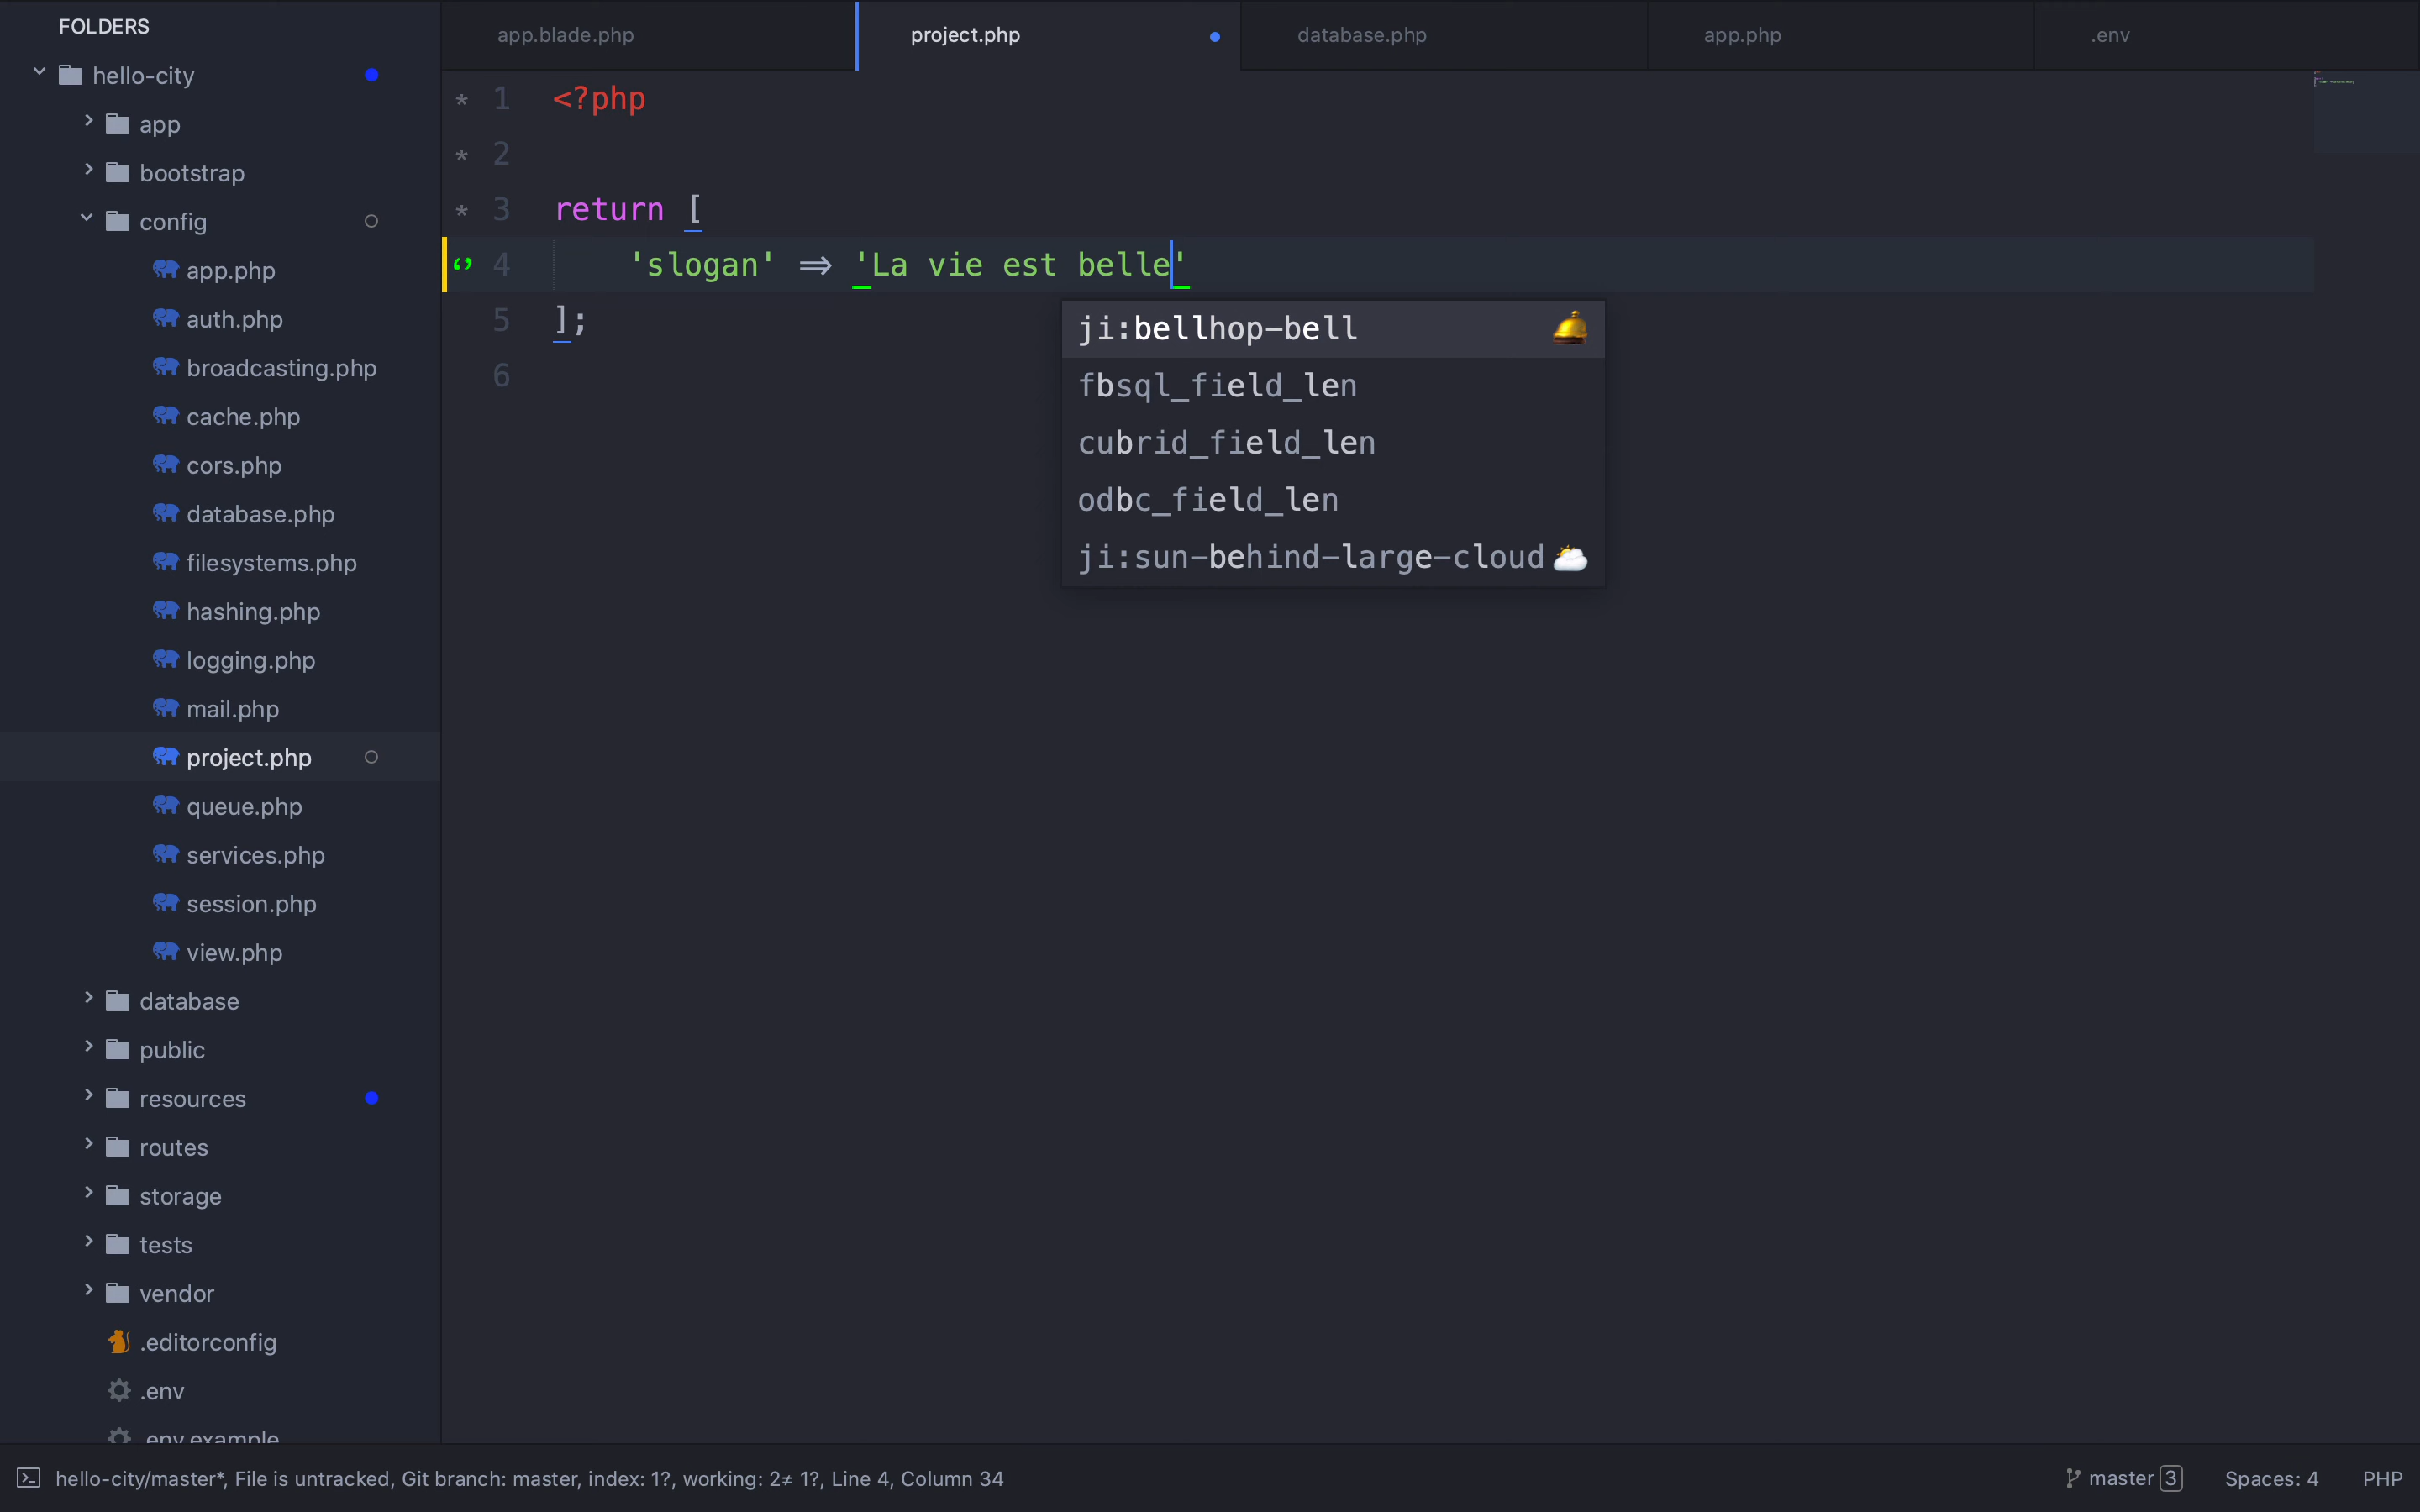 FOLDERS
hello-city
app
bootstrap
config
app.php
auth.php
broadcasting.php
cache.php
cors.php
database.php
filesystems.php
hashing.php
logging.php
mail.php
project.php
queue.php
services.php
session.php
view.php
database
public
resources
routes
storage
tests
vendor
.editorconfig
.env
.env.example
app.blade.php project.php database.php app.php .env
* 1 <?php
* 2
* 3 return [
4 'slogan' => 'La vie est belle'
5 ];
6
ji:bellhop-bell
fbsql_field_len
cubrid_field_len
odbc_field_len
ji:sun-behind-large-cloud
hello-city/master*, File is untracked, Git branch: master, index: 1?, working: 2≠ 1?, Line 4, Column 34
master 3 Spaces: 4 PHP